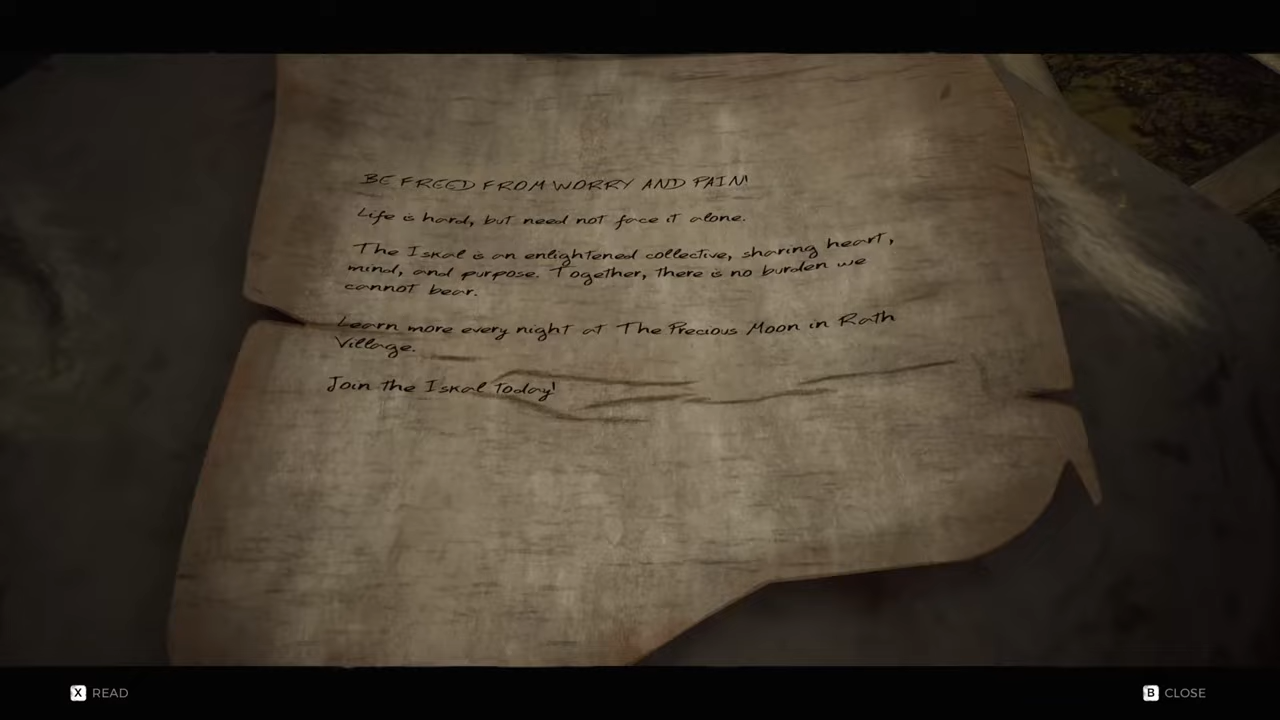 BE FREED FROM WORRY AND PAIN!
Life is hard, but need not face it alone.
The Iskal is an enlightened collective, sharing heart,
mind, and purpose. Together, there is no burden we
cannot bear.
Learn more every night at The Precious Moon in Rath
Village.
Join the Iskal today!
X READ
B CLOSE